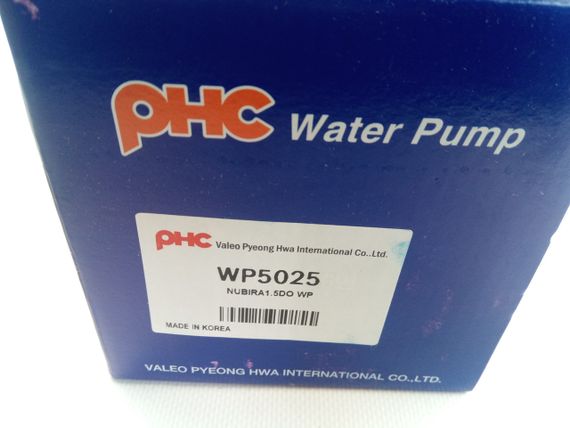 PHC Water Pump
PHC Valeo Pyeong Hwa International Co.,Ltd.
WP5025
NUBIRA1.5DO WP
MADE IN KOREA
VALEO PYEONG HWA INTERNATIONAL CO.,LTD.